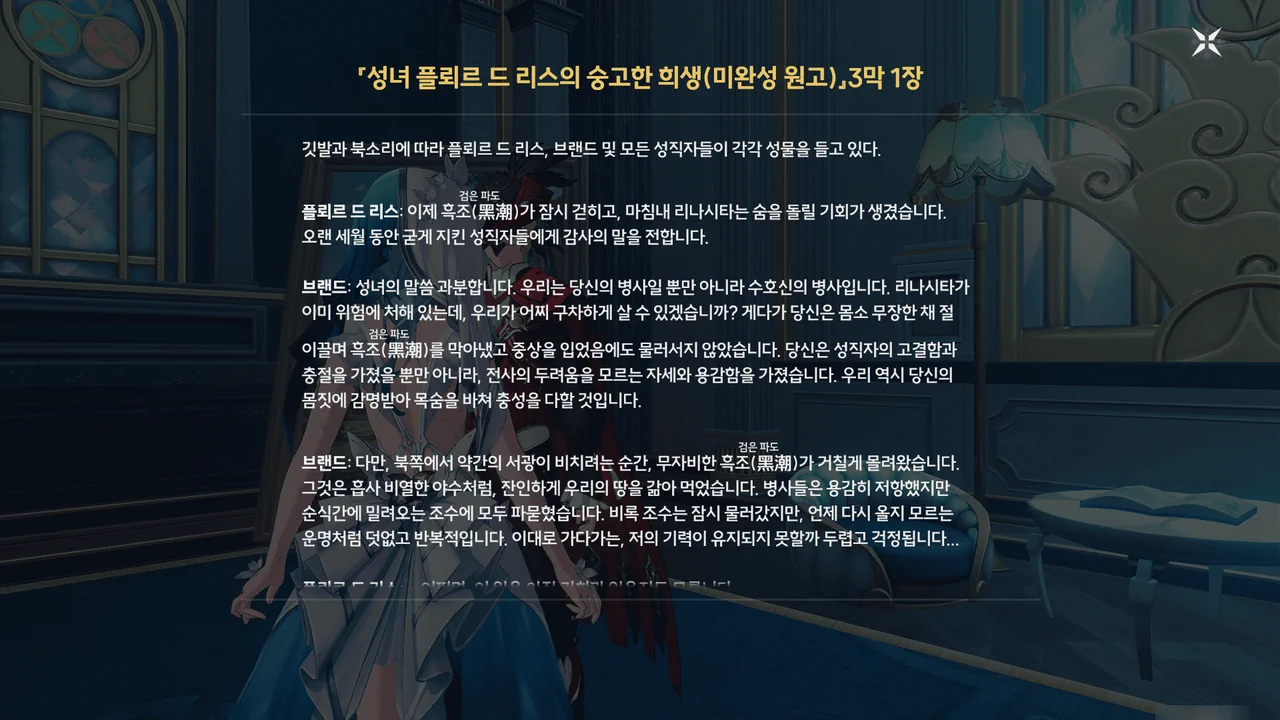 『성녀 플뢰르 드 리스의 숭고한 희생(미완성 원고)』3막 1장
깃발과 북소리에 따라 플뢰르 드 리스, 브랜드 및 모든 성직자들이 각각 성물을 들고 있다.
검은 파도
플뢰르 드 리스: 이제 흑조(黑潮)가 잠시 걷히고, 마침내 리나시타는 숨을 돌릴 기회가 생겼습니다.
오랜 세월 동안 굳게 지킨 성직자들에게 감사의 말을 전합니다.
브랜드: 성녀의 말씀 과분합니다. 우리는 당신의 병사일 뿐만 아니라 수호신의 병사입니다. 리나시타가
이미 위험에 처해 있는데, 우리가 어찌 구차하게 살 수 있겠습니까? 게다가 당신은 몸소 무장한 채 절
검은 파도
이끌며 흑조(黑潮)를 막아냈고 중상을 입었음에도 물러서지 않았습니다. 당신은 성직자의 고결함과
충절을 가졌을 뿐만 아니라, 전사의 두려움을 모르는 자세와 용감함을 가졌습니다. 우리 역시 당신의
몸짓에 감명받아 목숨을 바쳐 충성을 다할 것입니다.
검은 파도
브랜드: 다만, 북쪽에서 약간의 서광이 비치려는 순간, 무자비한 흑조(黑潮)가 거칠게 몰려왔습니다.
그것은 흡사 비열한 야수처럼, 잔인하게 우리의 땅을 갉아 먹었습니다. 병사들은 용감히 저항했지만
순식간에 밀려오는 조수에 모두 파묻혔습니다. 비록 조수는 잠시 물러갔지만, 언제 다시 올지 모르는
운명처럼 덧없고 반복적입니다. 이대로 가다가는, 저의 기력이 유지되지 못할까 두렵고 걱정됩니다...